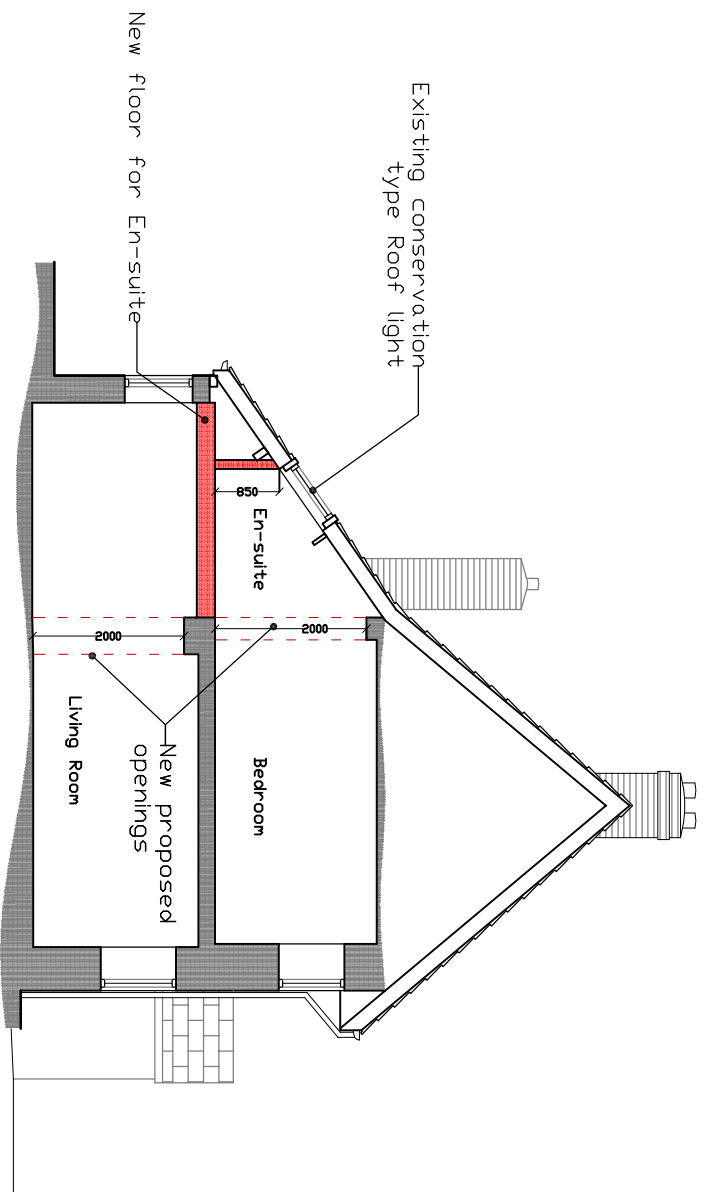 Existing conservation
type Roof light
New floor for En-suite
850
En-suite
2000
2000
Bedroom
Living Room
New proposed
openings